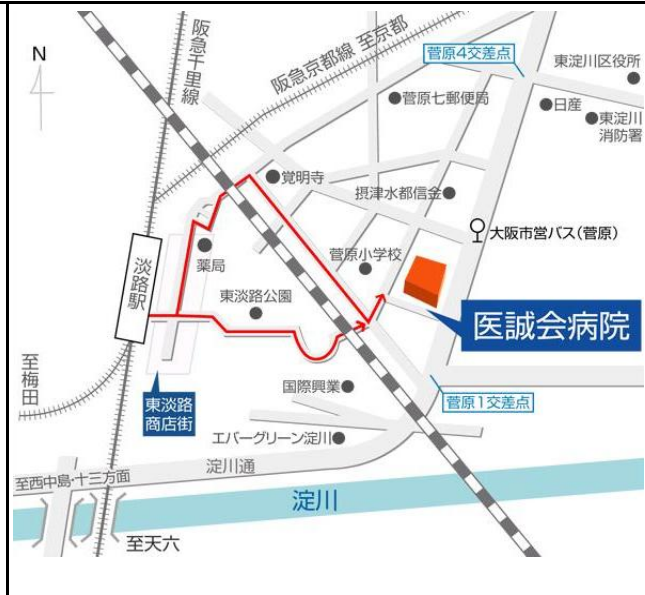 N
阪急千里線
阪急京都線 至京都
菅原4交差点
東淀川区役所
菅原七郵便局
日産
東淀川
消防署
覚明寺
摂津水都信金
大阪市営バス(菅原)
薬局
菅原小学校
淡路駅
東淀路公園
医誠会病院
至梅田
国際興業
東淡路
商店街
菅原1交差点
エバーグリーン淀川
淀川通
至西中島・十三方面
淀川
至天六